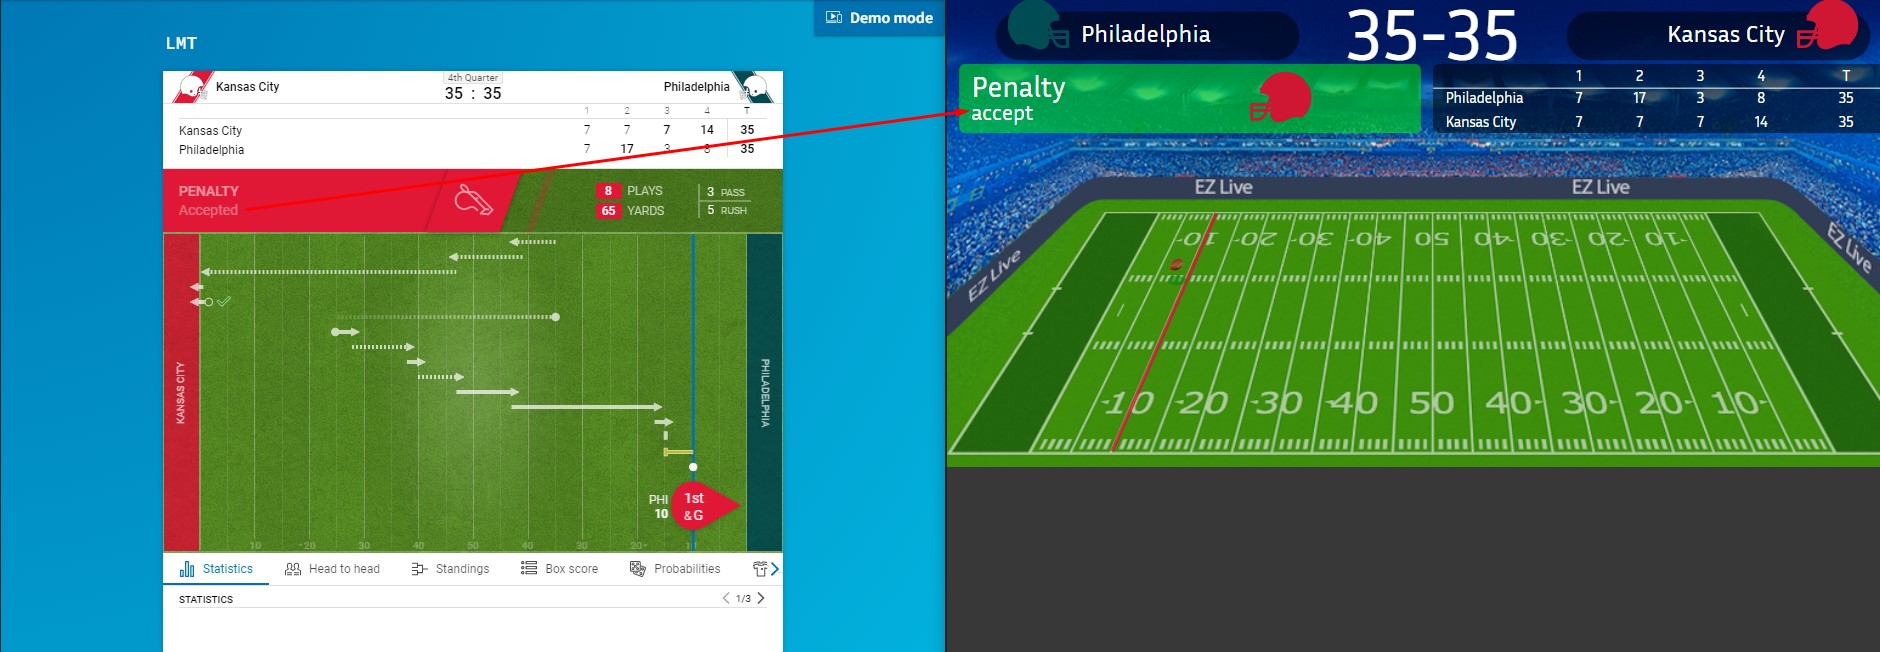 Demo mode
LMT
Kansas City
4th Quarter
35 : 35
Philadelphia
1 2 3 4 T
Kansas City 7 7 7 14 35
Philadelphia 7 17 3 8 35
PENALTY
Accepted
8 PLAYS
65 YARDS
3 PASS
5 RUSH
KANSAS CITY
PHILADELPHIA
PHI
10
1st
&G
10 20 30 40 50 40 30 20 10
Statistics
Head to head
Standings
Box score
Probabilities
STATISTICS
1/3
Philadelphia
35-35
Kansas City
Penalty
accept
1 2 3 4 T
Philadelphia 7 17 3 8 35
Kansas City 7 7 7 14 35
EZ Live
EZ Live
EZ Live
EZ Live
10 20 30 40 50 40 30 20 10
10 20 30 40 50 40 30 20 10